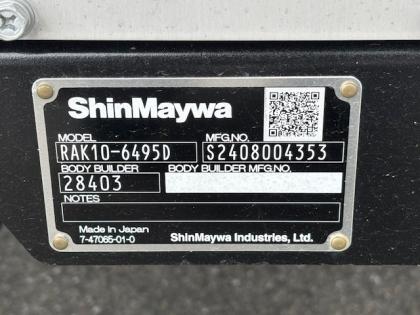 ShinMaywa
MODEL MFG.NO.
RAK10-6495D S2408004353
BODY BUILDER BODY BUILDER MFG.NO.
28403
NOTES
Made in Japan
7-47065-01-0 ShinMaywa Industries, Ltd.